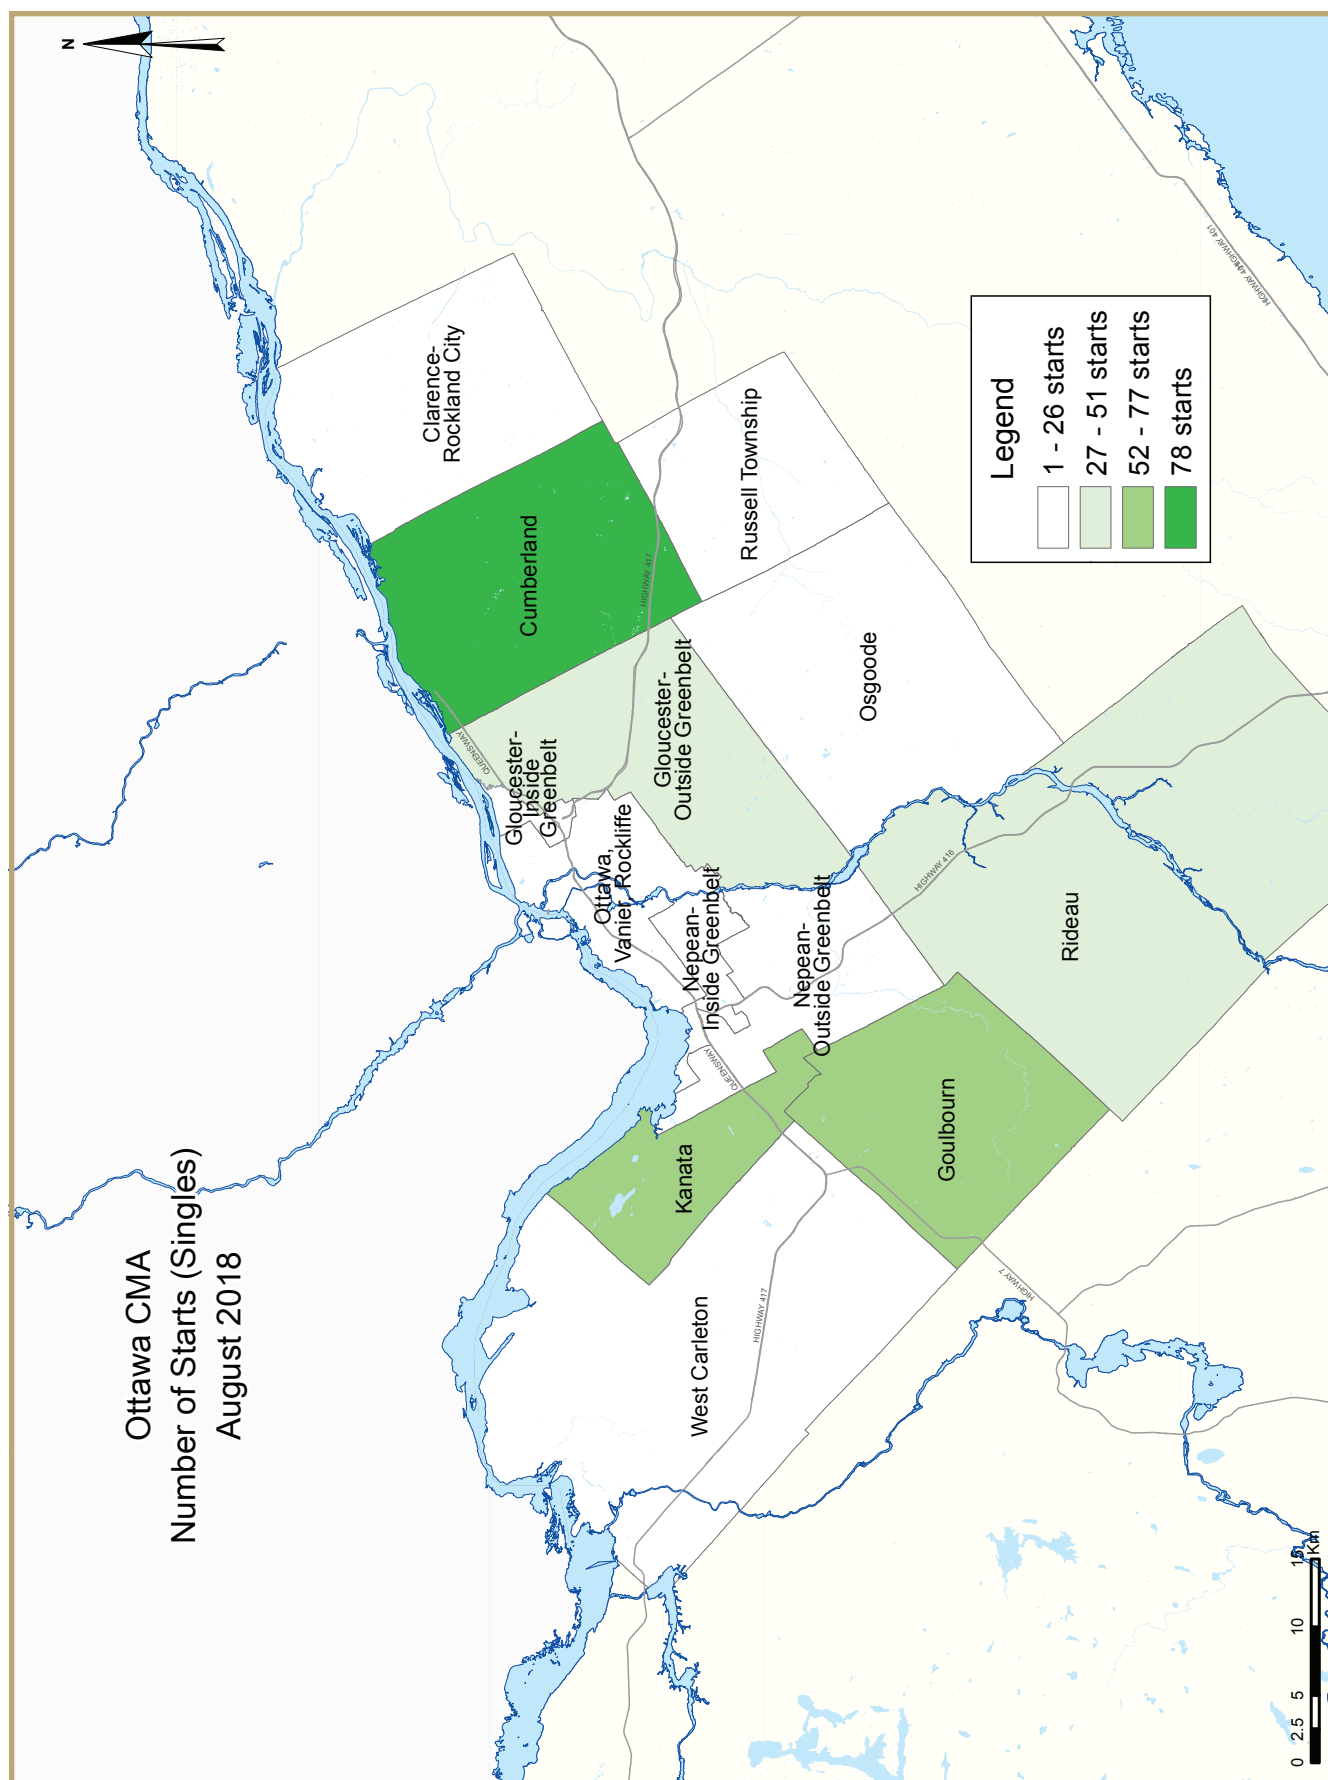 Ottawa CMA
Number of Starts (Singles)
August 2018
N
Clarence-
Rockland City
Cumberland
Russell Township
Gloucester-
Outside Greenbelt
Gloucester-
Inside
Greenbelt
Ottawa,
Vanier, Rockliffe
Osgoode
Nepean-
Inside Greenbelt
Nepean-
Outside Greenbelt
Rideau
Kanata
Goulbourn
West Carleton
QUEENSWAY
QUEENSWAY
HIGHWAY 417
HIGHWAY 417
HIGHWAY 416
HIGHWAY 7
HIGHWAY 401
HIGHWAY 401
Legend
1 - 26 starts
27 - 51 starts
52 - 77 starts
78 starts
0 2.5 5 10 15
Km